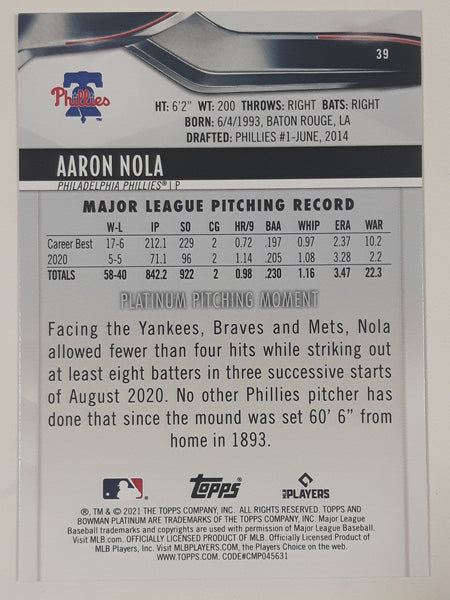 39
Phillies
HT: 6'2" WT: 200 THROWS: RIGHT BATS: RIGHT
BORN: 6/4/1993, BATON ROUGE, LA
DRAFTED: PHILLIES #1-JUNE, 2014
AARON NOLA
PHILADELPHIA PHILLIES® | P
MAJOR LEAGUE PITCHING RECORD
W-L IP SO CG HR/9 BAA WHIP ERA WAR
Career Best 17-6 212.1 229 2 0.72 .197 0.97 2.37 10.2
2020 5-5 71.1 96 2 1.14 .205 1.08 3.28 2.2
TOTALS 58-40 842.2 922 2 0.98 .230 1.16 3.47 22.3
PLATINUM PITCHING MOMENT
Facing the Yankees, Braves and Mets, Nola
allowed fewer than four hits while striking out
at least eight batters in three successive starts
of August 2020. No other Phillies pitcher has
done that since the mound was set 60' 6" from
home in 1893.
TOPPS
MLB PLAYERS
®, TM & © 2021 THE TOPPS COMPANY, INC. ALL RIGHTS RESERVED. TOPPS AND
BOWMAN PLATINUM ARE TRADEMARKS OF THE TOPPS COMPANY, INC. Major League
Baseball trademarks and copyrights are used with permission of Major League Baseball.
Visit MLB.com. OFFICIALLY LICENSED PRODUCT OF MLB. Officially Licensed Product of
MLB Players, Inc. Visit MLBPLAYERS.com, the Players Choice on the web.
WWW.TOPPS.COM. CODE#CMP045631